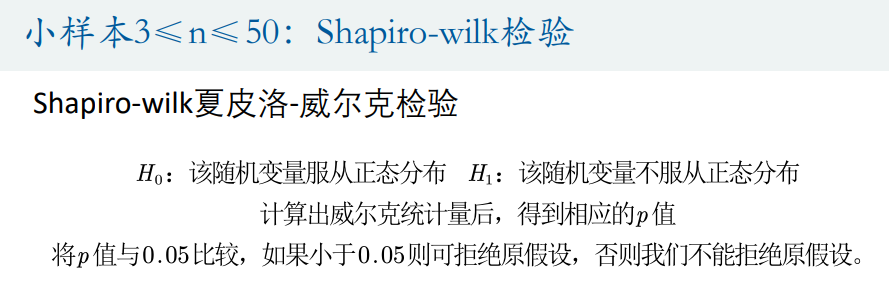 小样本3≤n≤50：Shapiro-wilk检验
Shapiro-wilk夏皮洛-威尔克检验
H₀：该随机变量服从正态分布 H₁：该随机变量不服从正态分布
计算出威尔克统计量后，得到相应的p值
将p值与0.05比较，如果小于0.05则可拒绝原假设，否则我们不能拒绝原假设。